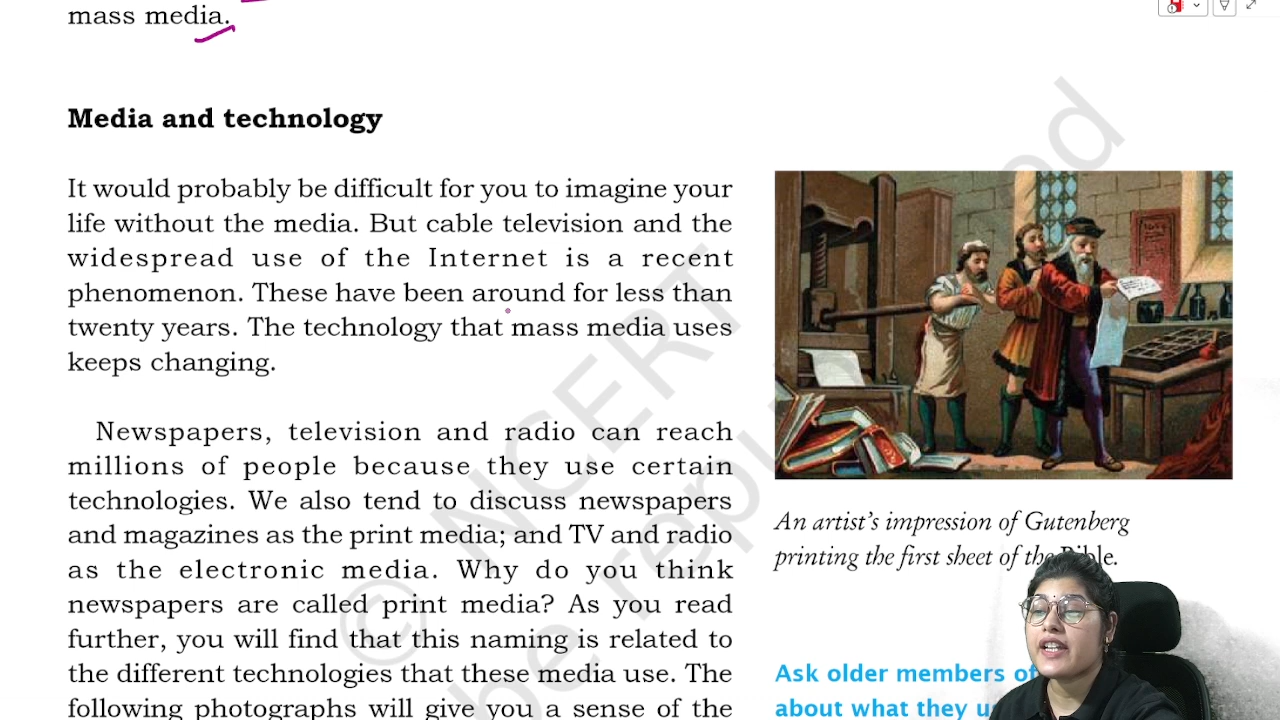 mass media.
Media and technology
It would probably be difficult for you to imagine your
life without the media. But cable television and the
widespread use of the Internet is a recent
phenomenon. These have been around for less than
twenty years. The technology that mass media uses
keeps changing.
Newspapers, television and radio can reach
millions of people because they use certain
technologies. We also tend to discuss newspapers
and magazines as the print media; and TV and radio
as the electronic media. Why do you think
newspapers are called print media? As you read
further, you will find that this naming is related to
the different technologies that these media use. The
following photographs will give you a sense of the
An artist's impression of Gutenberg
printing the first sheet of the Bible.
Ask older members of
about what they u
© NCERT
be repu